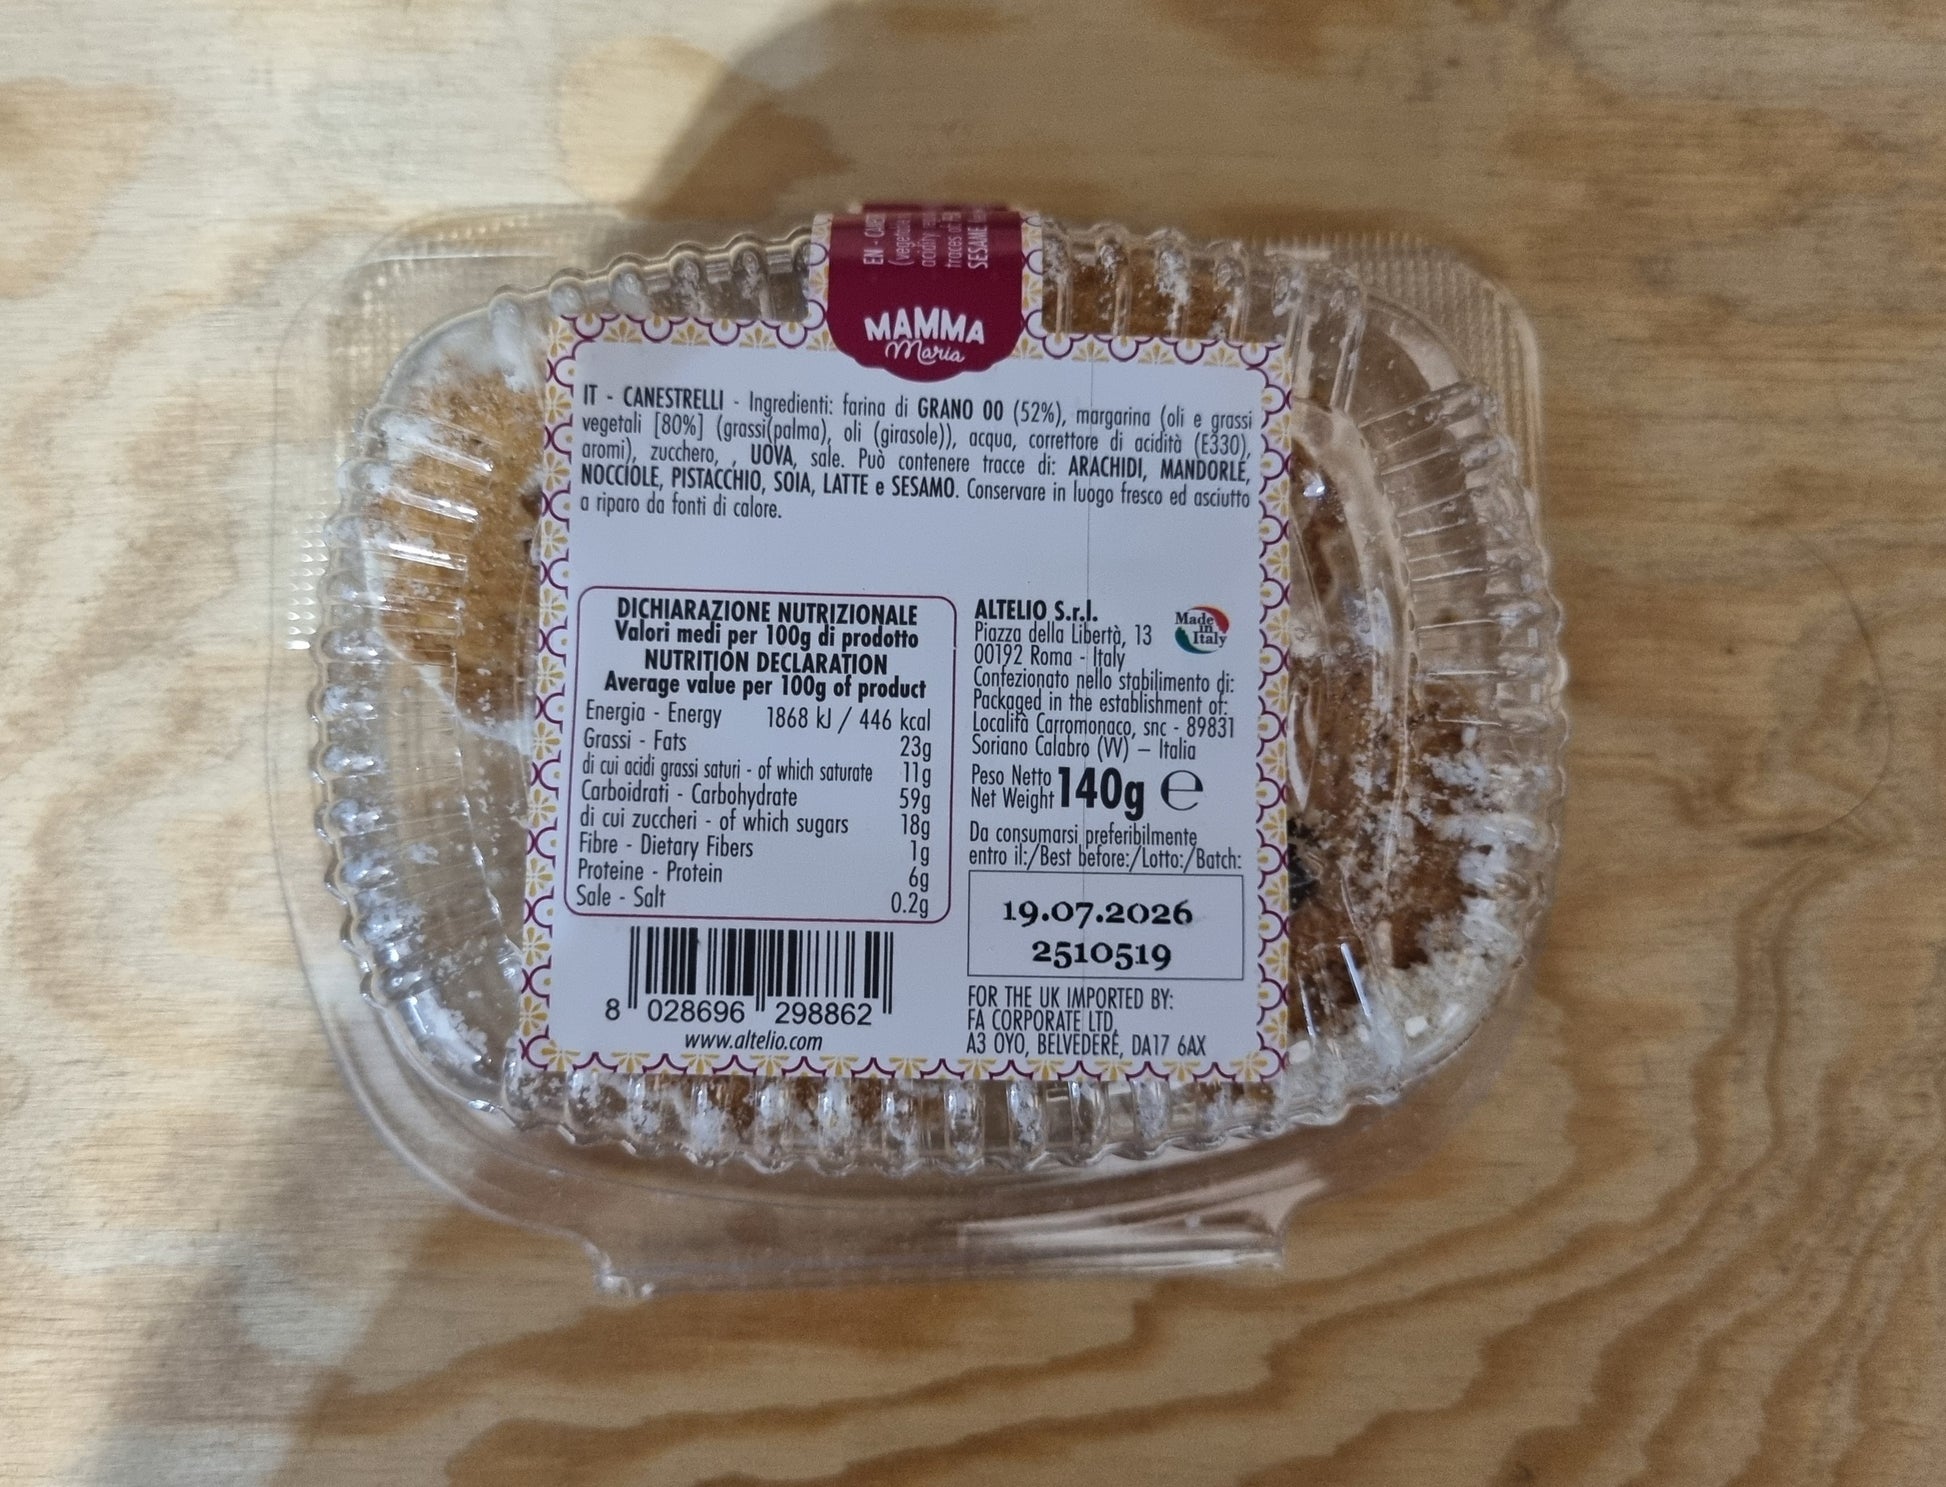 EN - C
(vegeta
acidity
traces of:
SESAME
MAMMA
Maria
IT - CANESTRELLI - Ingredienti: farina di GRANO 00 (52%), margarina (oli e grassi
vegetali [80%] (grassi(palma), oli (girasole)), acqua, correttore di acidità (E330),
aromi), zucchero, , UOVA, sale. Può contenere tracce di: ARACHIDI, MANDORLE,
NOCCIOLE, PISTACCHIO, SOIA, LATTE e SESAMO. Conservare in luogo fresco ed asciutto
a riparo da fonti di calore.
DICHIARAZIONE NUTRIZIONALE
Valori medi per 100g di prodotto
NUTRITION DECLARATION
Average value per 100g of product
Energia - Energy 1868 kJ / 446 kcal
Grassi - Fats 23g
di cui acidi grassi saturi - of which saturate 11g
Carboidrati - Carbohydrate 59g
di cui zuccheri - of which sugars 18g
Fibre - Dietary Fibers 1g
Proteine - Protein 6g
Sale - Salt 0.2g
8 028696 298862
www.altelio.com
ALTELIO S.r.l.
Piazza della Libertà, 13
00192 Roma - Italy
Made
in
Italy
Confezionato nello stabilimento di:
Packaged in the establishment of:
Località Carromonaco, snc - 89831
Soriano Calabro (VV) – Italia
Peso Netto
Net Weight 140g e
Da consumarsi preferibilmente
entro il:/Best before:/Lotto:/Batch:
19.07.2026
2510519
FOR THE UK IMPORTED BY:
FA CORPORATE LTD,
A3 OYO, BELVEDERE, DA17 6AX